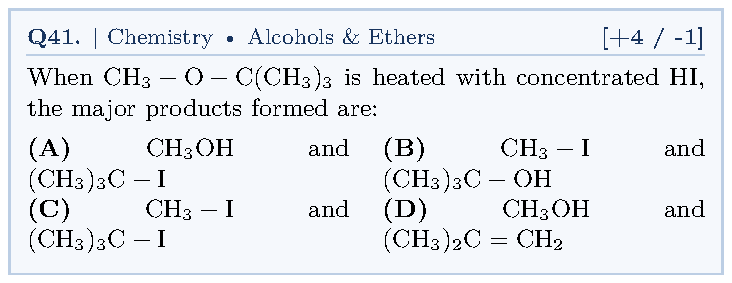 Q41. | Chemistry • Alcohols & Ethers [+4 / -1]
When CH₃ − O − C(CH₃)₃ is heated with concentrated HI,
the major products formed are:
(A) CH₃OH and (B) CH₃ − I and
(CH₃)₃C − I (CH₃)₃C − OH
(C) CH₃ − I and (D) CH₃OH and
(CH₃)₃C − I (CH₃)₂C = CH₂